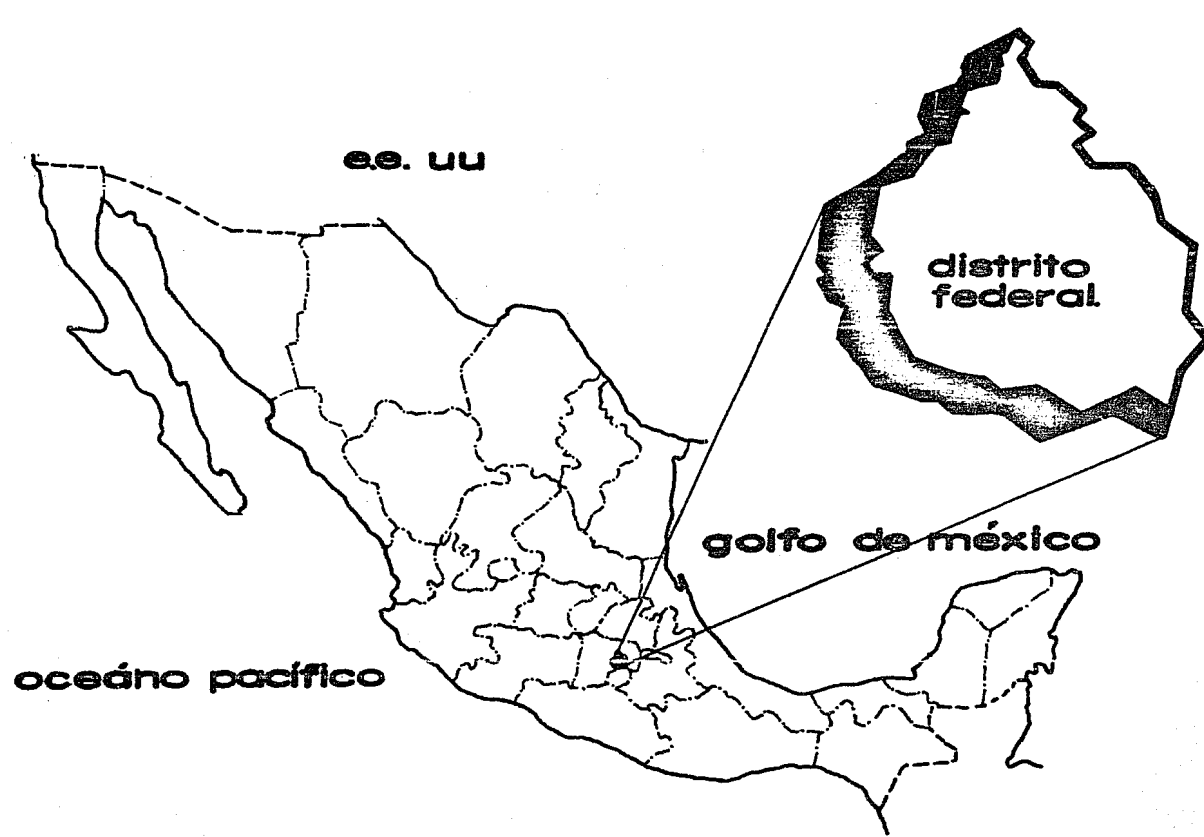 e.e. uu
distrito
federal.
golfo de méxico
oceáno pacífico